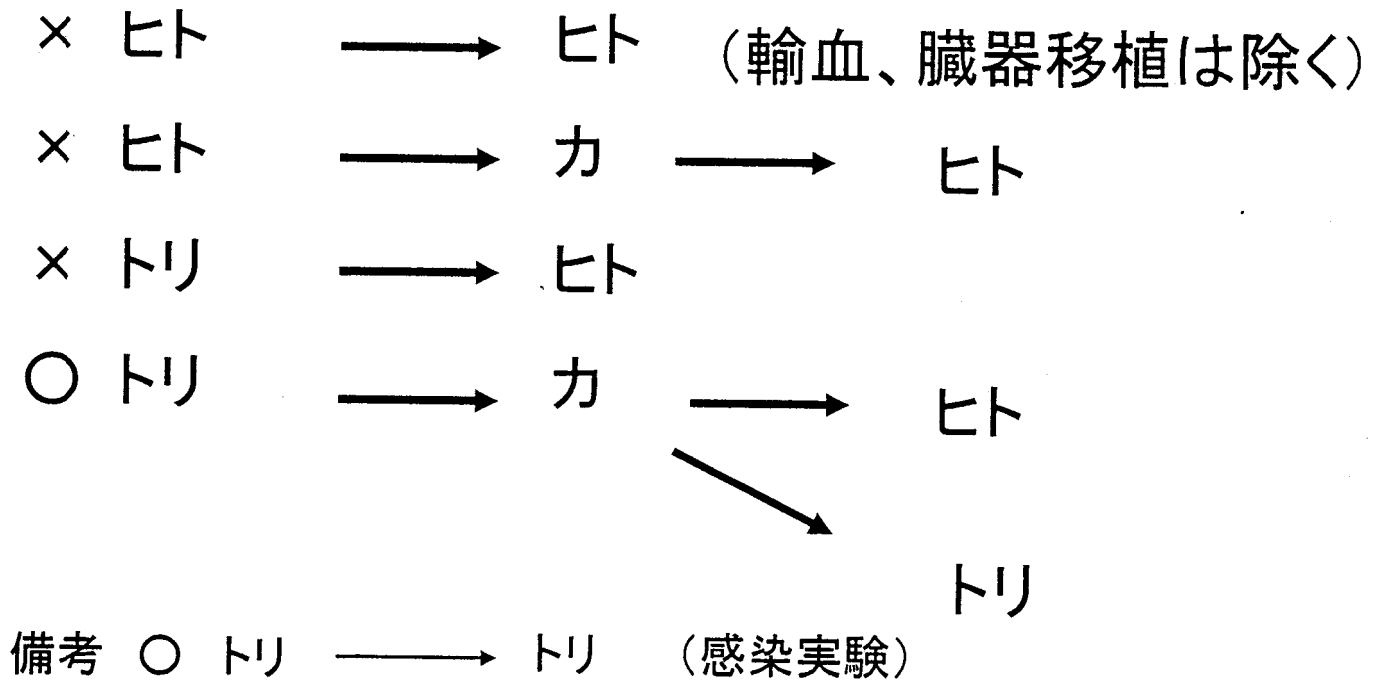 × ヒト → ヒト （輸血、臓器移植は除く）
× ヒト → カ → ヒト
× トリ → ヒト
○ トリ → カ → ヒト
トリ
備考 ○ トリ → トリ （感染実験）